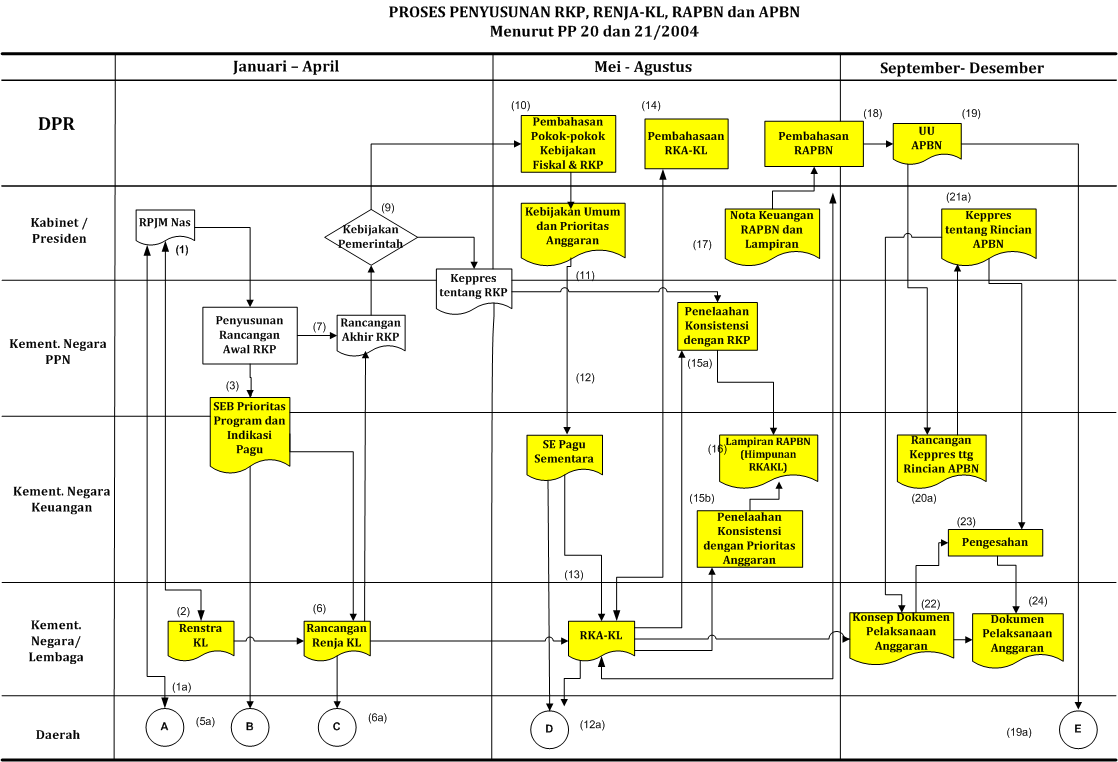 PROSES PENYUSUNAN RKP, RENJA-KL, RAPBN dan APBN
Menurut PP 20 dan 21/2004
Januari – April
Mei - Agustus
September- Desember
DPR
(10)
Pembahasan
Pokok-pokok
Kebijakan
Fiskal & RKP
(14)
Pembahasaan
RKA-KL
Pembahasan
RAPBN
(18)
UU
APBN
(19)
Kabinet /
Presiden
RPJM Nas
(1)
(9)
Kebijakan
Pemerintah
Kebijakan Umum
dan Prioritas
Anggaran
(11)
(17)
Nota Keuangan
RAPBN dan
Lampiran
(21a)
Keppres
tentang Rincian
APBN
Keppres
tentang RKP
Kement. Negara
PPN
Penyusunan
Rancangan
Awal RKP
(7)
Rancangan
Akhir RKP
Penelaahan
Konsistensi
dengan RKP
(15a)
(12)
(3)
SEB Prioritas
Program dan
Indikasi
Pagu
Kement. Negara
Keuangan
SE Pagu
Sementara
(16)
Lampiran RAPBN
(Himpunan
RKAKL)
(15b)
Penelaahan
Konsistensi
dengan Prioritas
Anggaran
Rancangan
Keppres ttg
Rincian APBN
(20a)
(23)
Pengesahan
(13)
Kement.
Negara/
Lembaga
(2)
Renstra
KL
(6)
Rancangan
Renja KL
RKA-KL
(22)
Konsep Dokumen
Pelaksanaan
Anggaran
(24)
Dokumen
Pelaksanaan
Anggaran
Daerah
(1a)
A
(5a)
B
C
(6a)
D
(12a)
(19a)
E